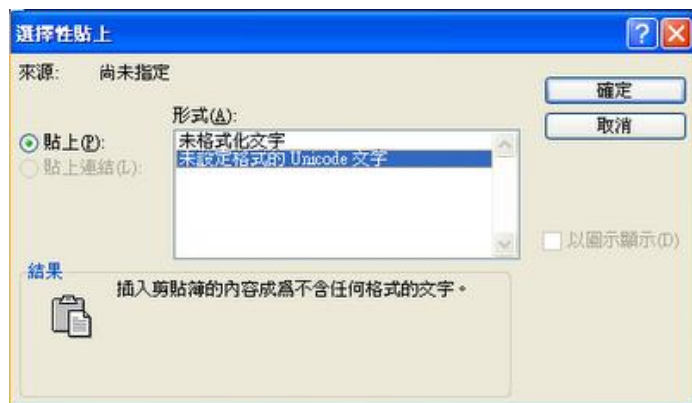 選擇性貼上
來源: 尚未指定
形式(A):
貼上(P):
貼上連結(L):
未格式化文字
未設定格式的 Unicode 文字
確定
取消
以圖示顯示(D)
結果
插入剪貼簿的內容成為不含任何格式的文字。